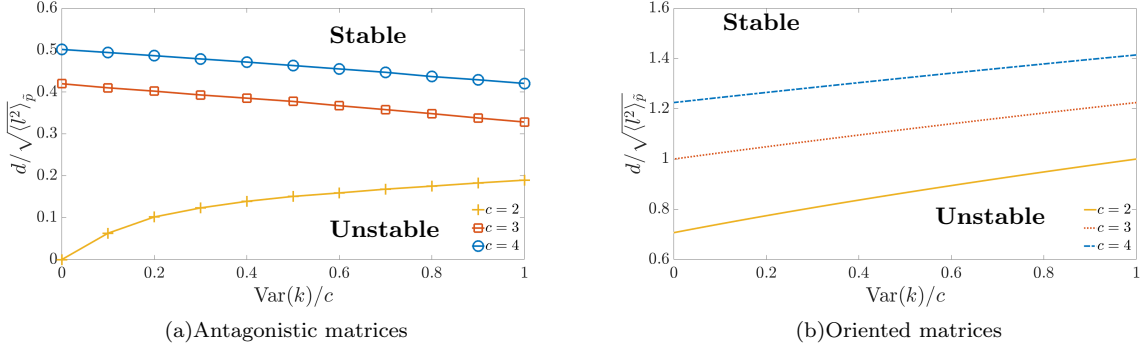 0.6
0.5
0.4
0.3
0.2
0.1
0
d/√⟨l²⟩p̃
Stable
Unstable
c = 2
c = 3
c = 4
0 0.2 0.4 0.6 0.8 1
Var(k)/c
(a)Antagonistic matrices
1.6
1.4
1.2
1
0.8
0.6
d/√⟨l²⟩p̃
Stable
Unstable
c = 2
c = 3
c = 4
0 0.2 0.4 0.6 0.8 1
Var(k)/c
(b)Oriented matrices